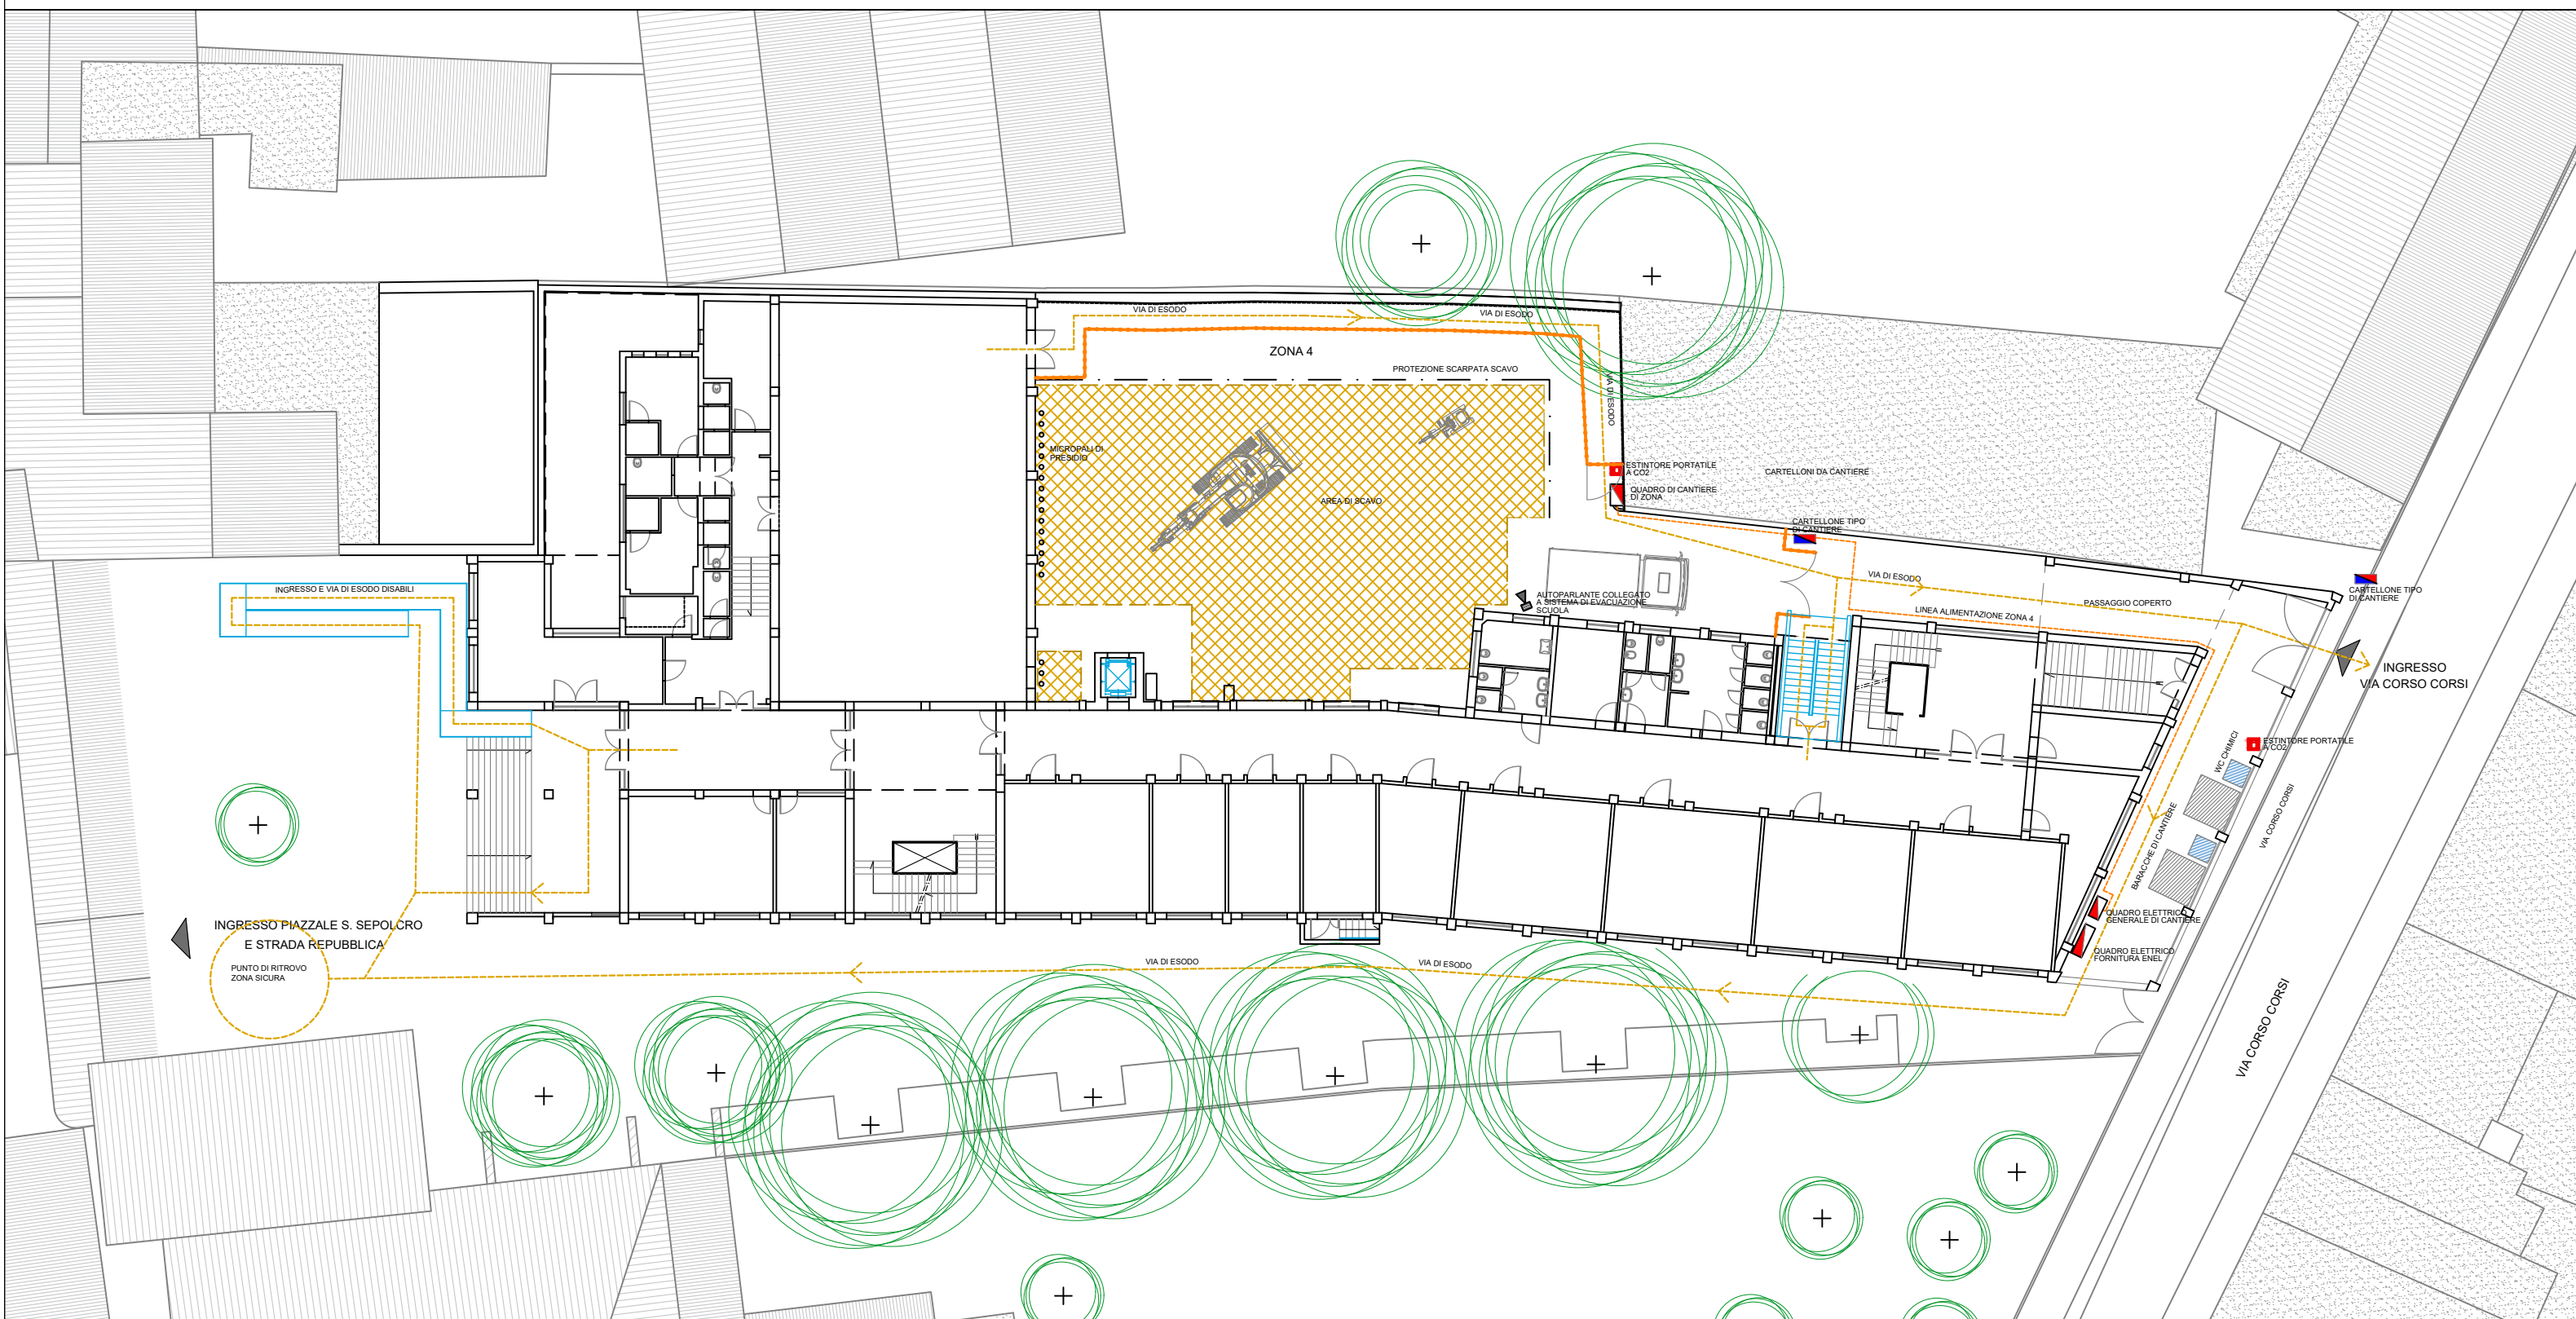 VIA DI ESODO
VIA DI ESODO
ZONA 4
PROTEZIONE SCARPATA SCAVO
VIA DI ESODO
MICROPALI DI
PRESIDIO
AREA DI SCAVO
ESTINTORE PORTATILE
A CO2
CARTELLONI DA CANTIERE
QUADRO DI CANTIERE
DI ZONA
CARTELLONE TIPO
DI CANTIERE
VIA DI ESODO
CARTELLONE TIPO
DI CANTIERE
INGRESSO E VIA DI ESODO DISABILI
AUTOPARLANTE COLLEGATO
A SISTEMA DI EVACUAZIONE
SCUOLA
PASSAGGIO COPERTO
LINEA ALIMENTAZIONE ZONA 4
INGRESSO
VIA CORSO CORSI
ESTINTORE PORTATILE
A CO2
WC CHIMICI
VIA CORSO CORSI
BARACCHE DI CANTIERE
QUADRO ELETTRICO
GENERALE DI CANTIERE
QUADRO ELETTRICO
FORNITURA ENEL
INGRESSO PIAZZALE S. SEPOLCRO
E STRADA REPUBBLICA
PUNTO DI RITROVO
ZONA SICURA
VIA DI ESODO
VIA DI ESODO
VIA CORSO CORSI